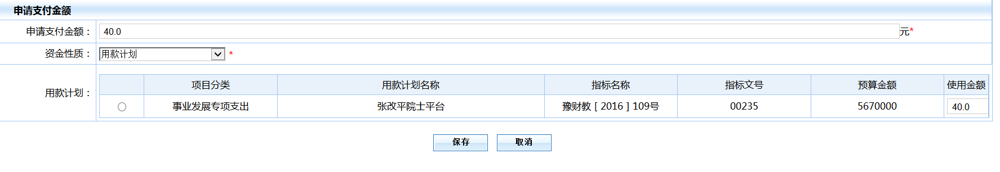 申请支付金额
申请支付金额： 40.0 元*
资金性质： 用款计划 *
用款计划：
项目分类 用款计划名称 指标名称 指标文号 预算金额 使用金额
事业发展专项支出 张改平院士平台 豫财教 [ 2016 ] 109号 00235 5670000 40.0
保存 取消